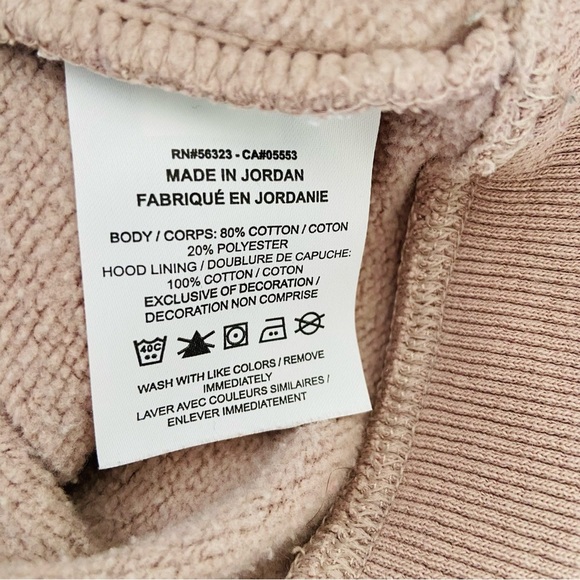 RN#56323 - CA#05553
MADE IN JORDAN
FABRIQUÉ EN JORDANIE
BODY / CORPS: 80% COTTON / COTON
20% POLYESTER
HOOD LINING / DOUBLURE DE CAPUCHE:
100% COTTON / COTON
EXCLUSIVE OF DECORATION /
DECORATION NON COMPRISE
40C
WASH WITH LIKE COLORS / REMOVE
IMMEDIATELY
LAVER AVEC COULEURS SIMILAIRES /
ENLEVER IMMEDIATEMENT